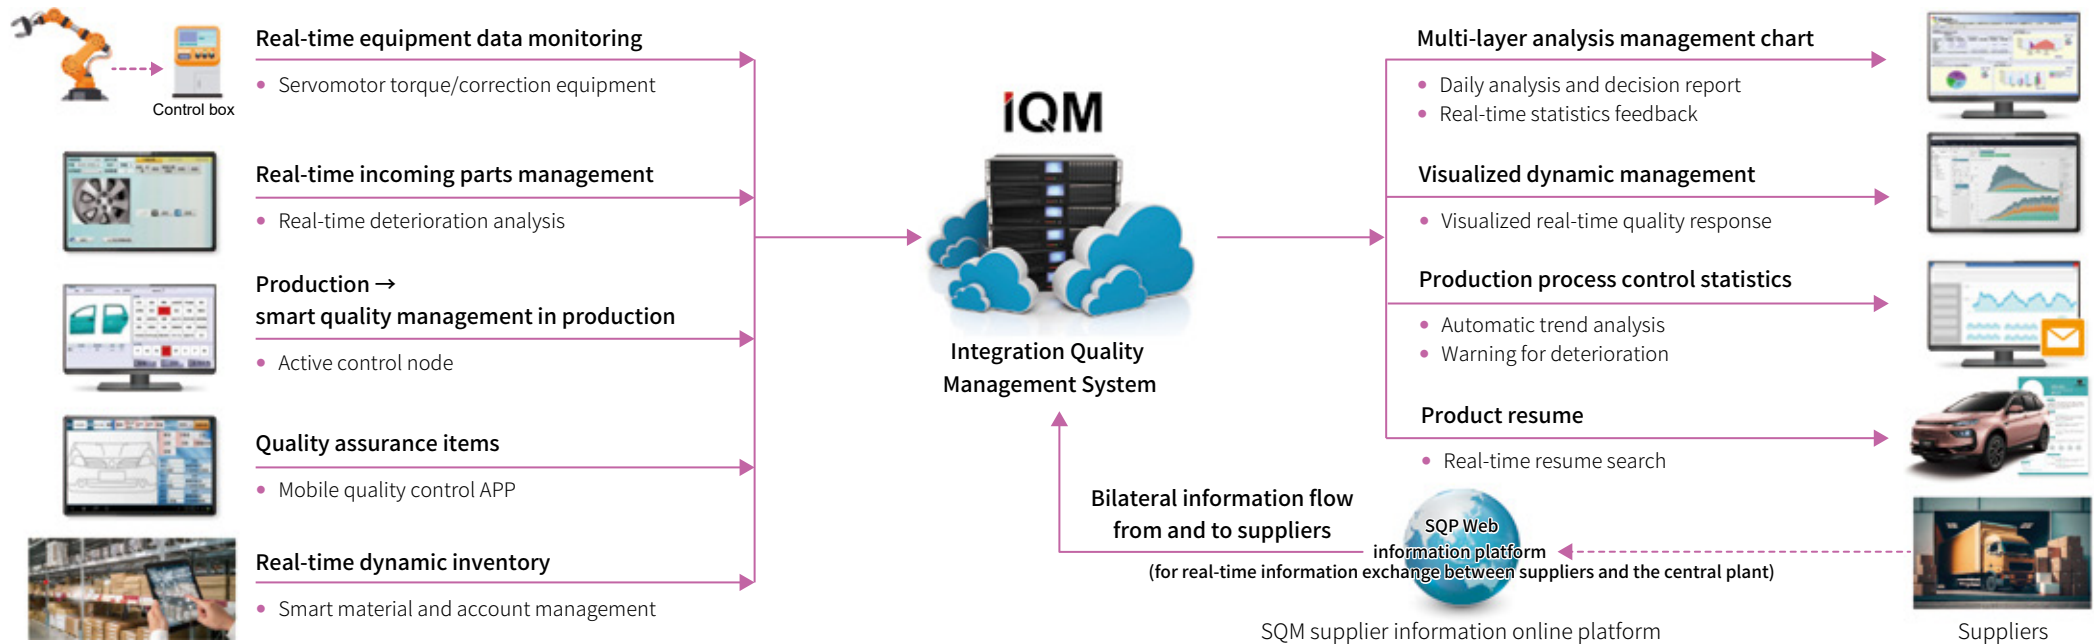 Control box
Real-time equipment data monitoring
• Servomotor torque/correction equipment
Real-time incoming parts management
• Real-time deterioration analysis
Production →
smart quality management in production
• Active control node
Quality assurance items
• Mobile quality control APP
Real-time dynamic inventory
• Smart material and account management
iQM
Integration Quality
Management System
Bilateral information flow
from and to suppliers
SQP Web
information platform
(for real-time information exchange between suppliers and the central plant)
SQM supplier information online platform
Multi-layer analysis management chart
• Daily analysis and decision report
• Real-time statistics feedback
Visualized dynamic management
• Visualized real-time quality response
Production process control statistics
• Automatic trend analysis
• Warning for deterioration
Product resume
• Real-time resume search
Suppliers